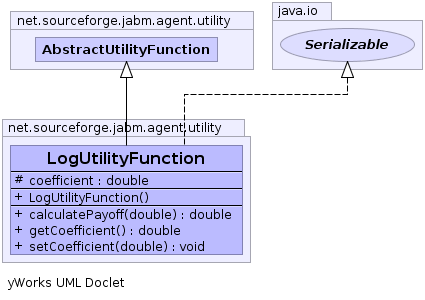 net.sourceforge.jabm.agent.utility
java.io
AbstractUtilityFunction
Serializable
net.sourceforge.jabm.agent.utility
LogUtilityFunction
# coefficient : double
+ LogUtilityFunction()
+ calculatePayoff(double) : double
+ getCoefficient() : double
+ setCoefficient(double) : void
yWorks UML Doclet